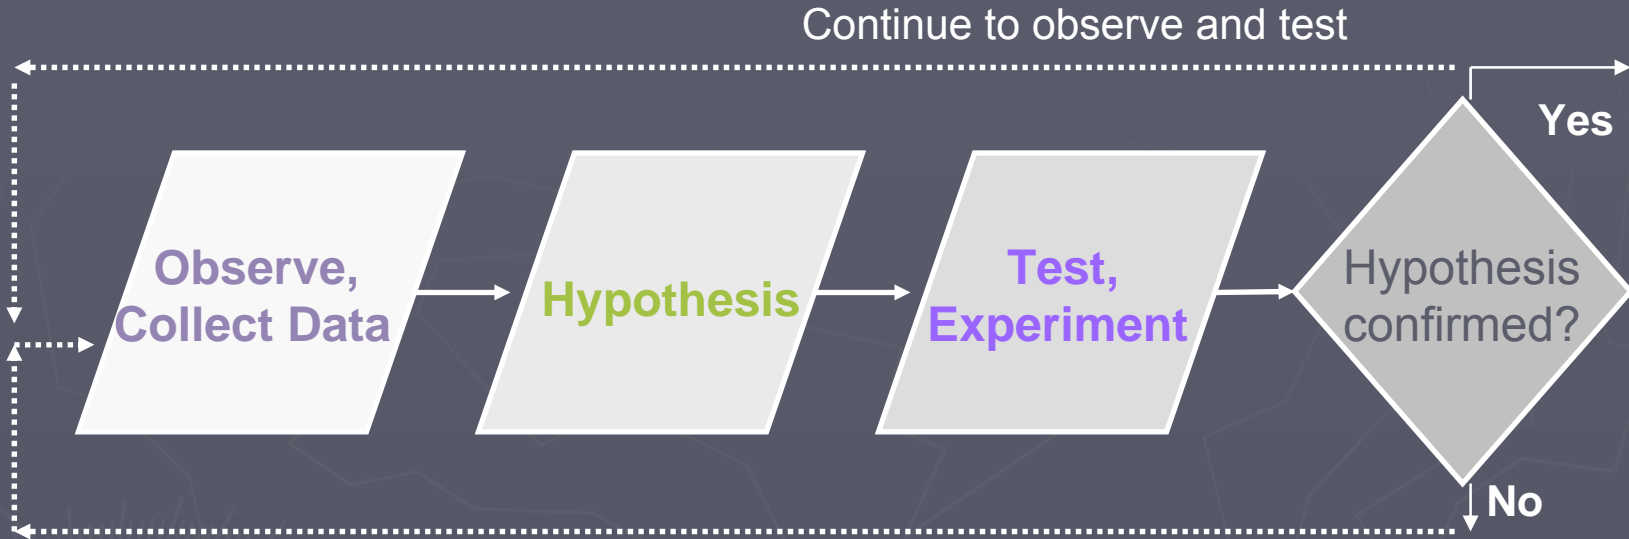 Continue to observe and test
Yes
Observe,
Collect Data
Hypothesis
Test,
Experiment
Hypothesis
confirmed?
No